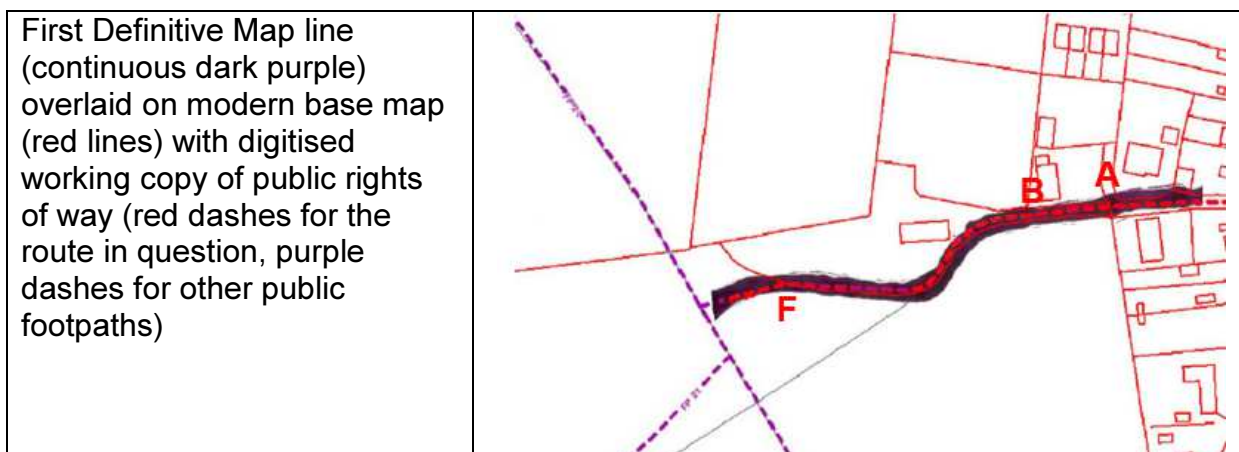 First Definitive Map line
(continuous dark purple)
overlaid on modern base map
(red lines) with digitised
working copy of public rights
of way (red dashes for the
route in question, purple
dashes for other public
footpaths)
A
B
F